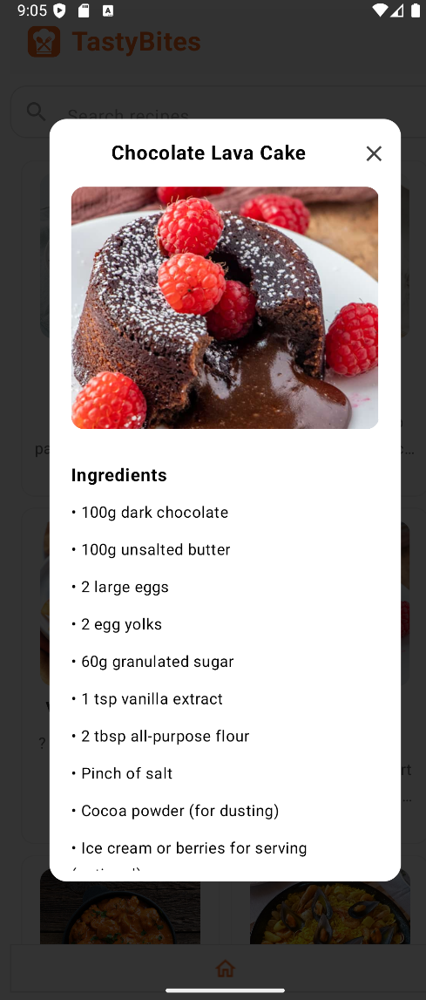 9:05
TastyBites
Search recipes
Chocolate Lava Cake
Ingredients
• 100g dark chocolate
• 100g unsalted butter
• 2 large eggs
• 2 egg yolks
• 60g granulated sugar
• 1 tsp vanilla extract
• 2 tbsp all-purpose flour
• Pinch of salt
• Cocoa powder (for dusting)
• Ice cream or berries for serving